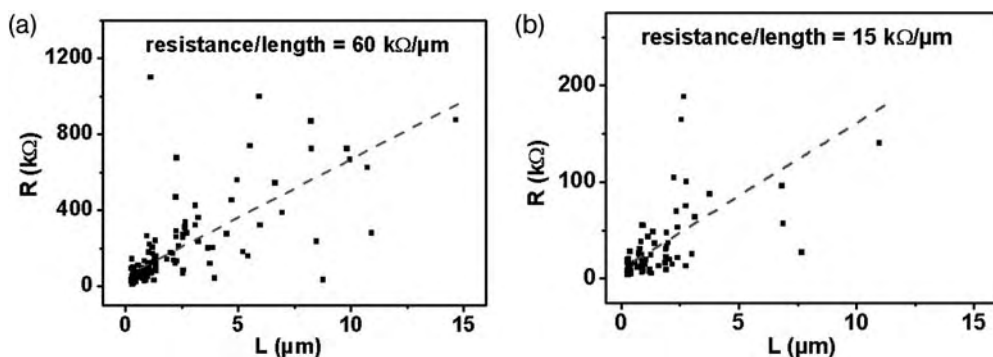 (a)
resistance/length = 60 kΩ/µm
1200
800
400
0
R (kΩ)
0 5 10 15
L (µm)
(b)
resistance/length = 15 kΩ/µm
200
100
0
R (kΩ)
0 5 10 15
L (µm)